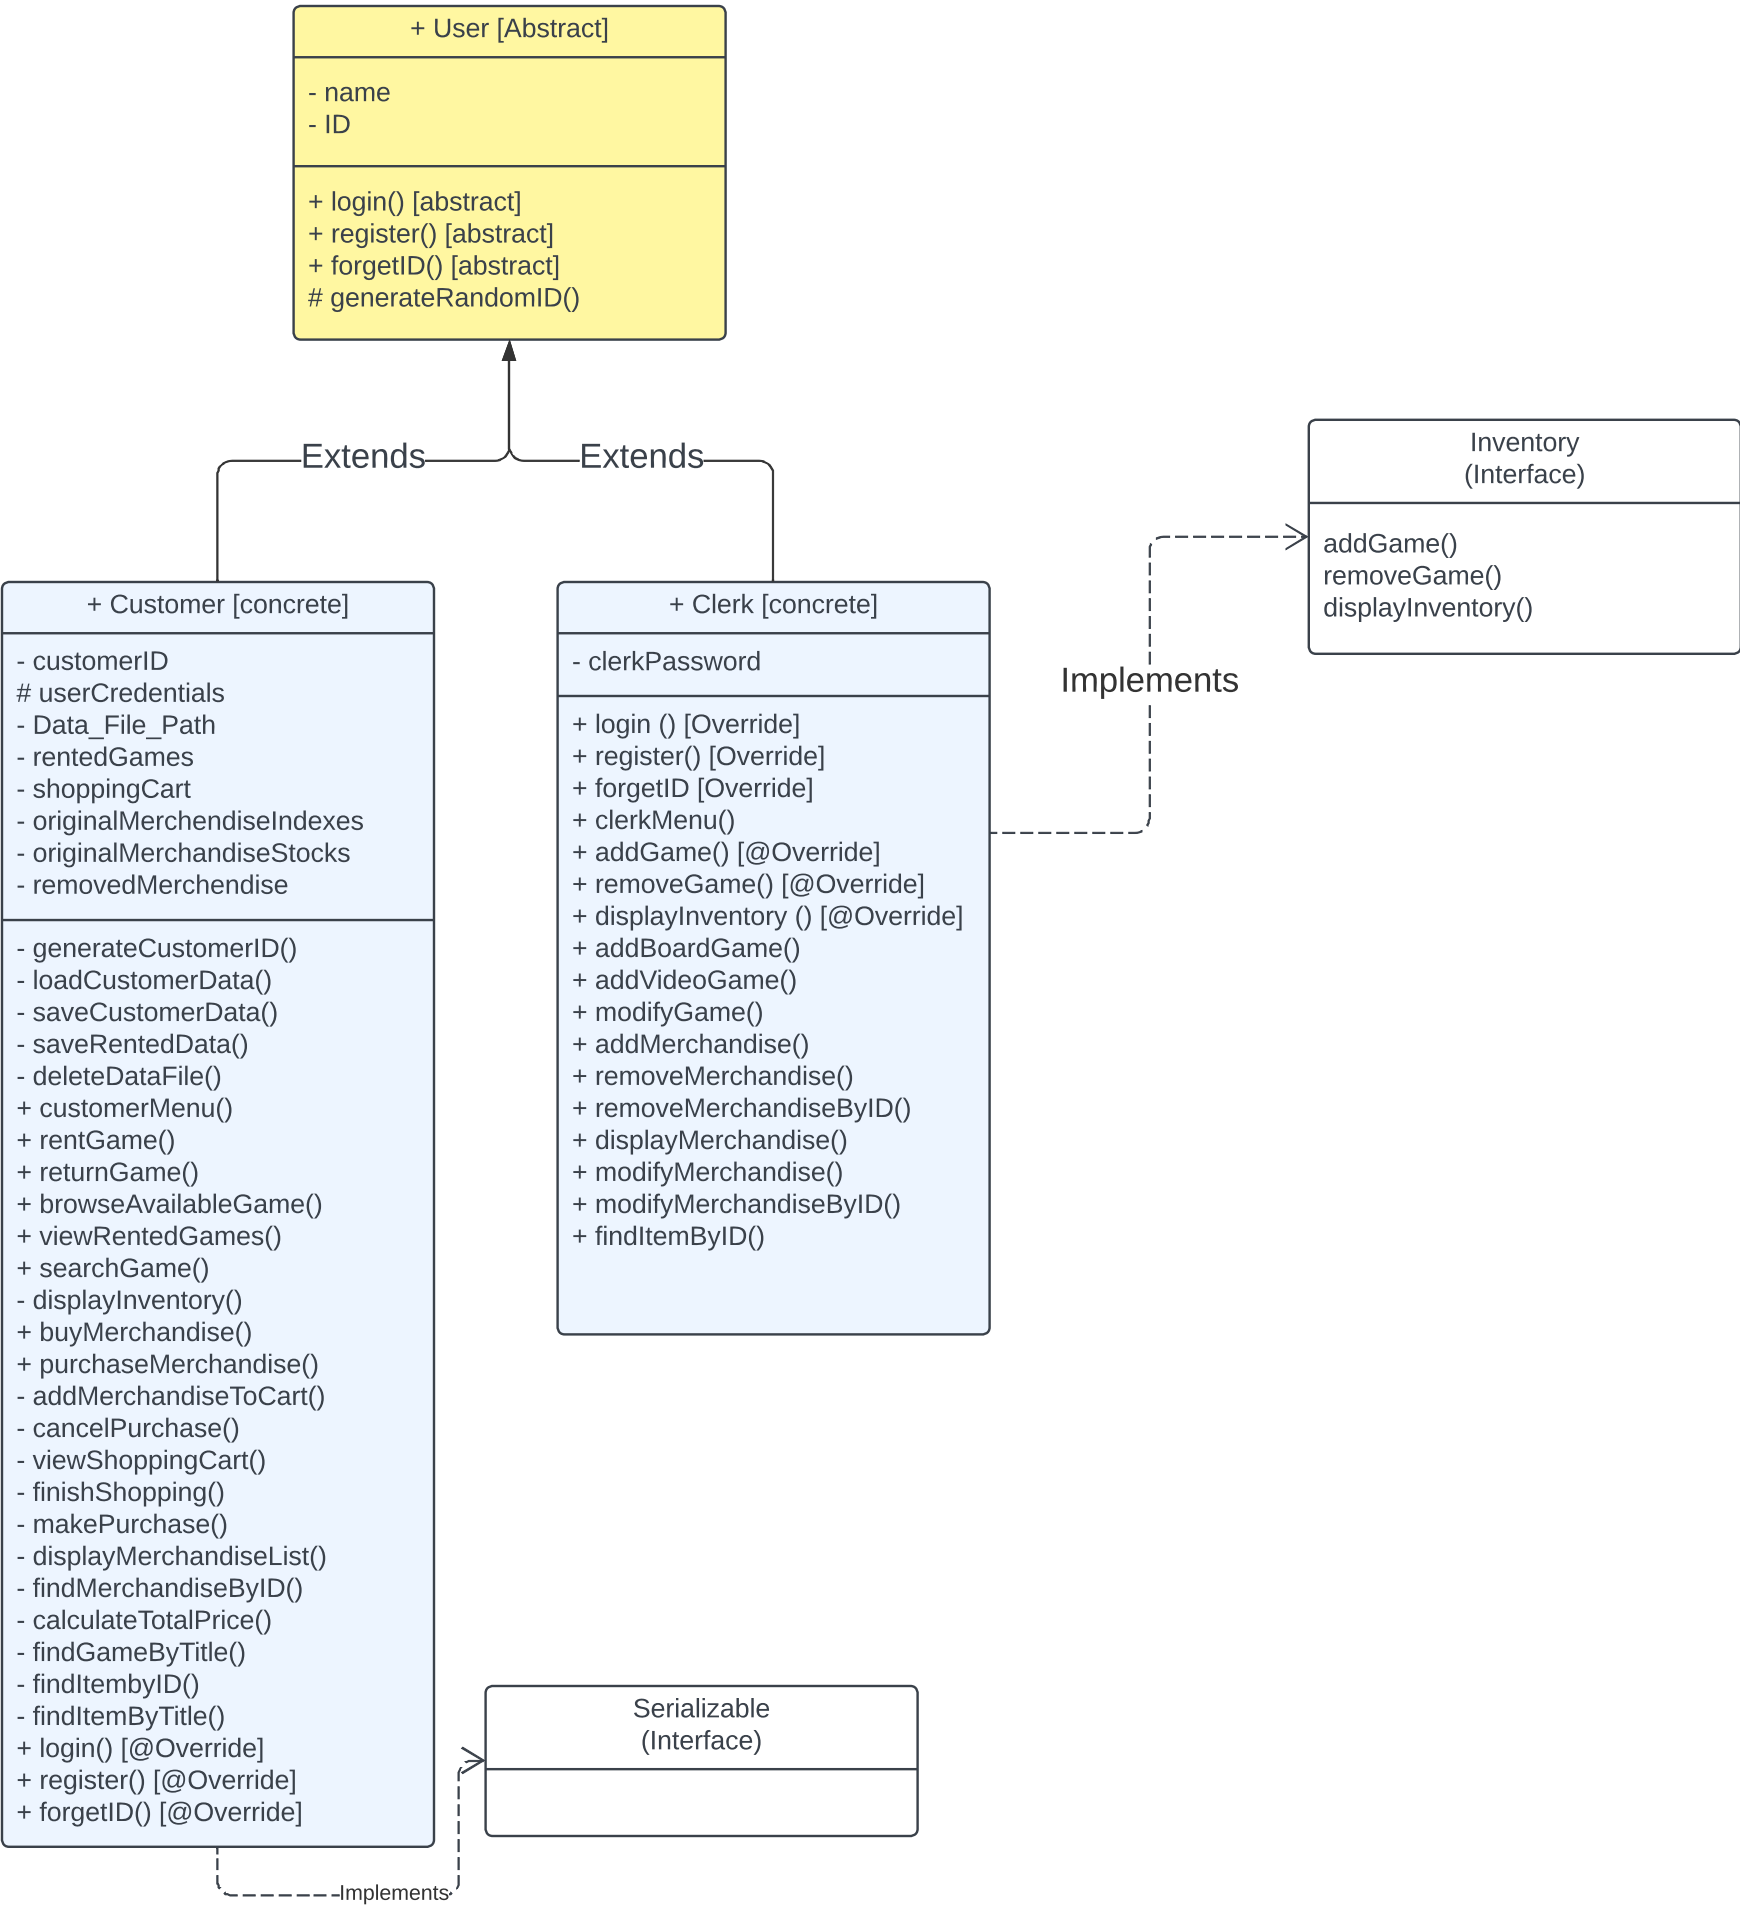 + User [Abstract]
- name
- ID
+ login() [abstract]
+ register() [abstract]
+ forgetID() [abstract]
# generateRandomID()
Extends
Extends
Inventory
(Interface)
addGame()
removeGame()
displayInventory()
Implements
+ Customer [concrete]
- customerID
# userCredentials
- Data_File_Path
- rentedGames
- shoppingCart
- originalMerchendiseIndexes
- originalMerchandiseStocks
- removedMerchendise
- generateCustomerID()
- loadCustomerData()
- saveCustomerData()
- saveRentedData()
- deleteDataFile()
+ customerMenu()
+ rentGame()
+ returnGame()
+ browseAvailableGame()
+ viewRentedGames()
+ searchGame()
- displayInventory()
+ buyMerchandise()
+ purchaseMerchandise()
- addMerchandiseToCart()
- cancelPurchase()
- viewShoppingCart()
- finishShopping()
- makePurchase()
- displayMerchandiseList()
- findMerchandiseByID()
- calculateTotalPrice()
- findGameByTitle()
- findItembyID()
- findItemByTitle()
+ login() [@Override]
+ register() [@Override]
+ forgetID() [@Override]
+ Clerk [concrete]
- clerkPassword
+ login () [Override]
+ register() [Override]
+ forgetID [Override]
+ clerkMenu()
+ addGame() [@Override]
+ removeGame() [@Override]
+ displayInventory () [@Override]
+ addBoardGame()
+ addVideoGame()
+ modifyGame()
+ addMerchandise()
+ removeMerchandise()
+ removeMerchandiseByID()
+ displayMerchandise()
+ modifyMerchandise()
+ modifyMerchandiseByID()
+ findItemByID()
Serializable
(Interface)
Implements